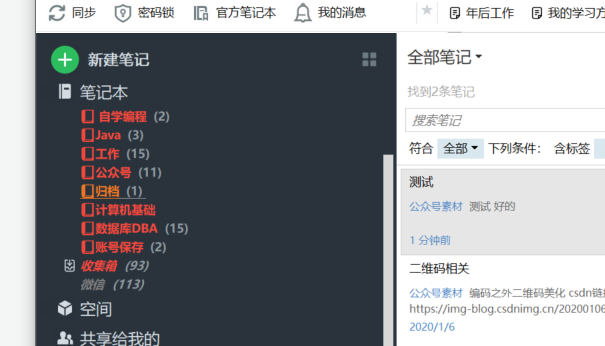 同步 密码锁 官方笔记本 我的消息 年后工作 我的学习方
新建笔记
笔记本
自学编程 (2)
Java (3)
工作 (15)
公众号 (11)
归档 (1)
计算机基础
数据库DBA (15)
账号保存 (2)
收集箱 (93)
微信 (113)
空间
共享给我的
全部笔记
找到2条笔记
搜索笔记
符合 全部 下列条件： 含标签
测试
公众号素材 测试 好的
1 分钟前
二维码相关
公众号素材 编码之外二维码美化 csdn链接
https://img-blog.csdnimg.cn/20200106
2020/1/6